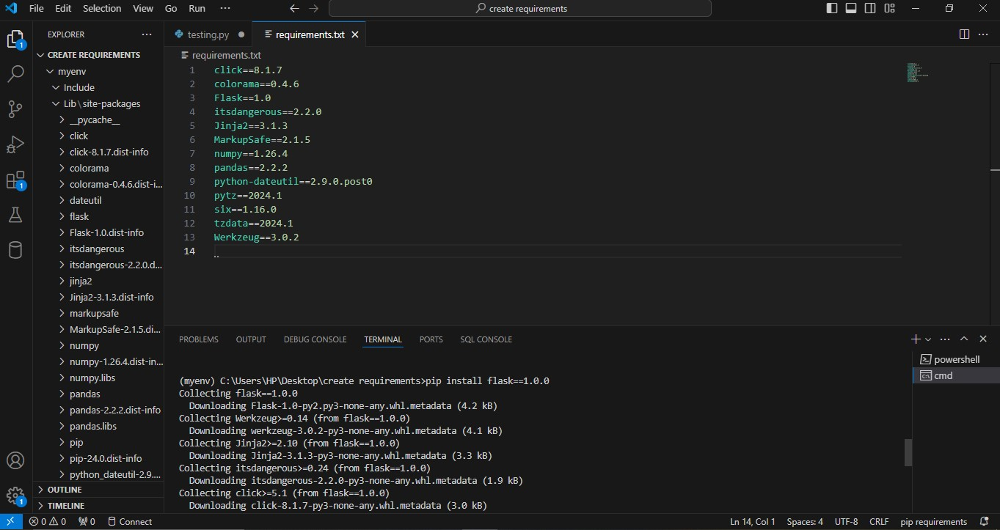 File Edit Selection View Go Run ··· create requirements
EXPLORER ···
CREATE REQUIREMENTS
myenv
Include
Lib\site-packages
__pycache__
click
click-8.1.7.dist-info
colorama
colorama-0.4.6.dist-i...
dateutil
flask
Flask-1.0.dist-info
itsdangerous
itsdangerous-2.2.0.d...
jinja2
Jinja2-3.1.3.dist-info
markupsafe
MarkupSafe-2.1.5.di...
numpy
numpy-1.26.4.dist-in...
numpy.libs
pandas
pandas-2.2.2.dist-info
pandas.libs
pip
pip-24.0.dist-info
python_dateutil-2.9....
OUTLINE
TIMELINE
1
1
1
testing.py requirements.txt
requirements.txt
1 click==8.1.7
2 colorama==0.4.6
3 Flask==1.0
4 itsdangerous==2.2.0
5 Jinja2==3.1.3
6 MarkupSafe==2.1.5
7 numpy==1.26.4
8 pandas==2.2.2
9 python-dateutil==2.9.0.post0
10 pytz==2024.1
11 six==1.16.0
12 tzdata==2024.1
13 Werkzeug==3.0.2
14
PROBLEMS OUTPUT DEBUG CONSOLE TERMINAL PORTS SQL CONSOLE
(myenv) C:\Users\HP\Desktop\create requirements>pip install flask==1.0.0
Collecting flask==1.0.0
Downloading Flask-1.0-py2.py3-none-any.whl.metadata (4.2 kB)
Collecting Werkzeug>=0.14 (from flask==1.0.0)
Downloading werkzeug-3.0.2-py3-none-any.whl.metadata (4.1 kB)
Collecting Jinja2>=2.10 (from flask==1.0.0)
Downloading Jinja2-3.1.3-py3-none-any.whl.metadata (3.3 kB)
Collecting itsdangerous>=0.24 (from flask==1.0.0)
Downloading itsdangerous-2.2.0-py3-none-any.whl.metadata (1.9 kB)
Collecting click>=5.1 (from flask==1.0.0)
Downloading click-8.1.7-py3-none-any.whl.metadata (3.0 kB)
powershell
cmd
0 0 0 Connect Ln 14, Col 1 Spaces: 4 UTF-8 CRLF pip requirements